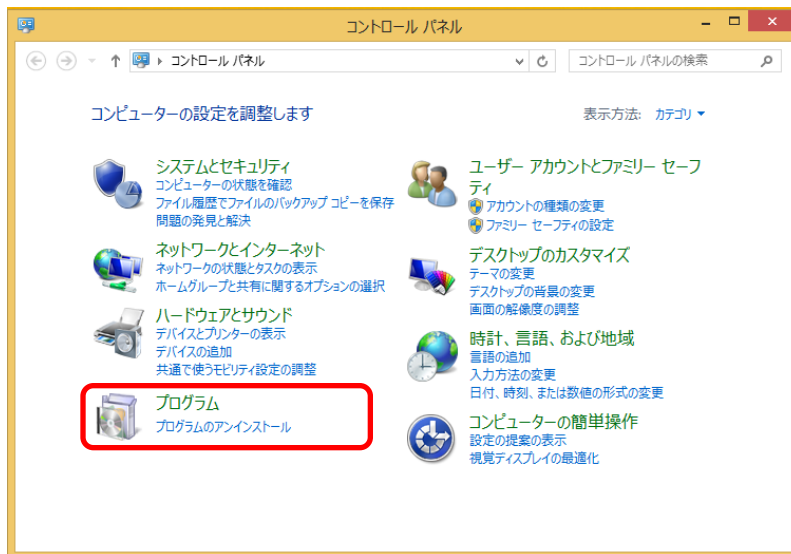 コントロール パネル
コントロール パネル
コントロール パネルの検索
コンピューターの設定を調整します
表示方法: カテゴリ
システムとセキュリティ
コンピューターの状態を確認
ファイル履歴でファイルのバックアップ コピーを保存
問題の発見と解決
ネットワークとインターネット
ネットワークの状態とタスクの表示
ホームグループと共有に関するオプションの選択
ハードウェアとサウンド
デバイスとプリンターの表示
デバイスの追加
共通で使うモビリティ設定の調整
プログラム
プログラムのアンインストール
ユーザー アカウントとファミリー セーフ
ティ
アカウントの種類の変更
ファミリー セーフティの設定
デスクトップのカスタマイズ
テーマの変更
デスクトップの背景の変更
画面の解像度の調整
時計、言語、および地域
言語の追加
入力方法の変更
日付、時刻、または数値の形式の変更
コンピューターの簡単操作
設定の提案の表示
視覚ディスプレイの最適化